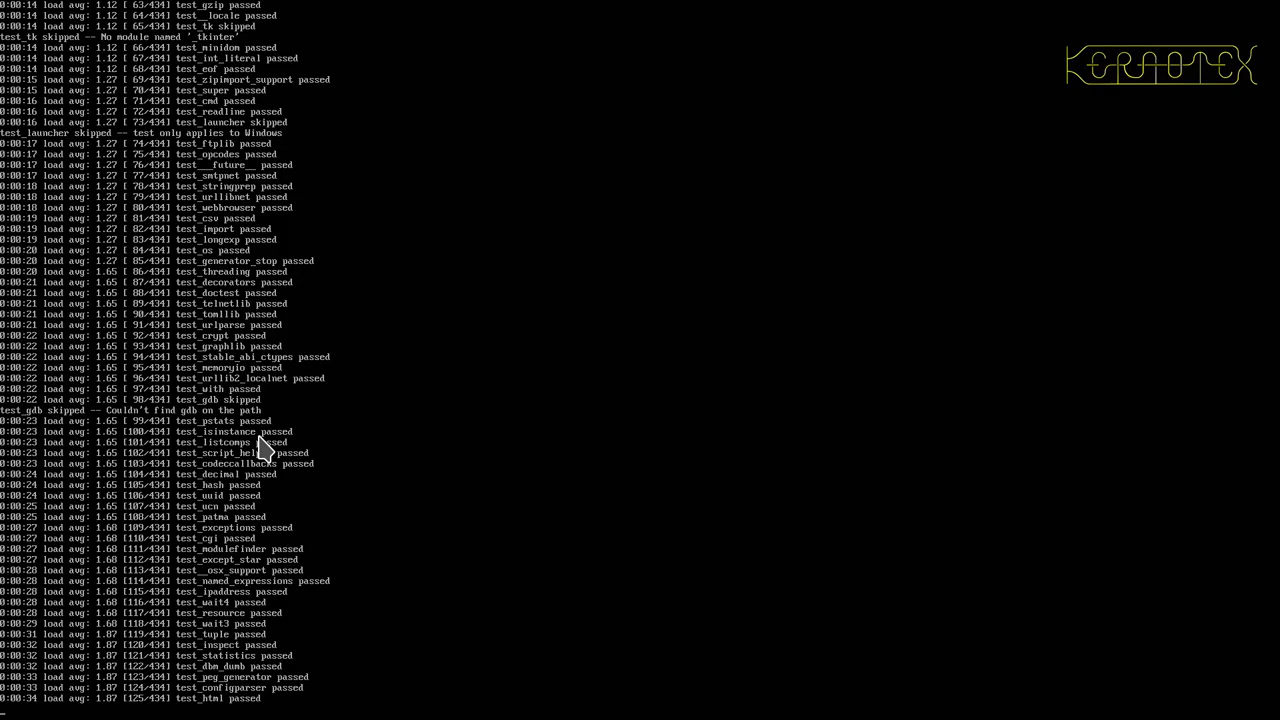 0:00:14 load avg: 1.12 [ 63/434] test_gzip passed
0:00:14 load avg: 1.12 [ 64/434] test__locale passed
0:00:14 load avg: 1.12 [ 65/434] test_tk skipped
test_tk skipped -- No module named '_tkinter'
0:00:14 load avg: 1.12 [ 66/434] test_minidom passed
0:00:14 load avg: 1.12 [ 67/434] test_int_literal passed
0:00:14 load avg: 1.12 [ 68/434] test_eof passed
0:00:15 load avg: 1.27 [ 69/434] test_zipimport_support passed
0:00:15 load avg: 1.27 [ 70/434] test_super passed
0:00:16 load avg: 1.27 [ 71/434] test_cmd passed
0:00:16 load avg: 1.27 [ 72/434] test_readline passed
0:00:16 load avg: 1.27 [ 73/434] test_launcher skipped
test_launcher skipped -- test only applies to Windows
0:00:17 load avg: 1.27 [ 74/434] test_ftplib passed
0:00:17 load avg: 1.27 [ 75/434] test_opcodes passed
0:00:17 load avg: 1.27 [ 76/434] test___future__ passed
0:00:17 load avg: 1.27 [ 77/434] test_smtpnet passed
0:00:18 load avg: 1.27 [ 78/434] test_stringprep passed
0:00:18 load avg: 1.27 [ 79/434] test_urllibnet passed
0:00:18 load avg: 1.27 [ 80/434] test_webbrowser passed
0:00:19 load avg: 1.27 [ 81/434] test_csv passed
0:00:19 load avg: 1.27 [ 82/434] test_import passed
0:00:19 load avg: 1.27 [ 83/434] test_longexp passed
0:00:20 load avg: 1.27 [ 84/434] test_os passed
0:00:20 load avg: 1.27 [ 85/434] test_generator_stop passed
0:00:20 load avg: 1.65 [ 86/434] test_threading passed
0:00:21 load avg: 1.65 [ 87/434] test_decorators passed
0:00:21 load avg: 1.65 [ 88/434] test_doctest passed
0:00:21 load avg: 1.65 [ 89/434] test_telnetlib passed
0:00:21 load avg: 1.65 [ 90/434] test_tomllib passed
0:00:21 load avg: 1.65 [ 91/434] test_urlparse passed
0:00:22 load avg: 1.65 [ 92/434] test_crypt passed
0:00:22 load avg: 1.65 [ 93/434] test_graphlib passed
0:00:22 load avg: 1.65 [ 94/434] test_stable_abi_ctypes passed
0:00:22 load avg: 1.65 [ 95/434] test_memoryio passed
0:00:22 load avg: 1.65 [ 96/434] test_urllib2_localnet passed
0:00:22 load avg: 1.65 [ 97/434] test_with passed
0:00:22 load avg: 1.65 [ 98/434] test_gdb skipped
test_gdb skipped -- Couldn't find gdb on the path
0:00:23 load avg: 1.65 [ 99/434] test_pstats passed
0:00:23 load avg: 1.65 [100/434] test_isinstance passed
0:00:23 load avg: 1.65 [101/434] test_listcomps passed
0:00:23 load avg: 1.65 [102/434] test_script_hel passed
0:00:23 load avg: 1.65 [103/434] test_codeccallbacks passed
0:00:24 load avg: 1.65 [104/434] test_decimal passed
0:00:24 load avg: 1.65 [105/434] test_hash passed
0:00:24 load avg: 1.65 [106/434] test_uuid passed
0:00:25 load avg: 1.65 [107/434] test_ucn passed
0:00:25 load avg: 1.65 [108/434] test_patma passed
0:00:27 load avg: 1.68 [109/434] test_exceptions passed
0:00:27 load avg: 1.68 [110/434] test_cgi passed
0:00:27 load avg: 1.68 [111/434] test_modulefinder passed
0:00:27 load avg: 1.68 [112/434] test_except_star passed
0:00:28 load avg: 1.68 [113/434] test__osx_support passed
0:00:28 load avg: 1.68 [114/434] test_named_expressions passed
0:00:28 load avg: 1.68 [115/434] test_ipaddress passed
0:00:28 load avg: 1.68 [116/434] test_wait4 passed
0:00:28 load avg: 1.68 [117/434] test_resource passed
0:00:29 load avg: 1.68 [118/434] test_wait3 passed
0:00:31 load avg: 1.87 [119/434] test_tuple passed
0:00:32 load avg: 1.87 [120/434] test_inspect passed
0:00:32 load avg: 1.87 [121/434] test_statistics passed
0:00:32 load avg: 1.87 [122/434] test_dbm_dumb passed
0:00:33 load avg: 1.87 [123/434] test_peg_generator passed
0:00:33 load avg: 1.87 [124/434] test_configparser passed
0:00:34 load avg: 1.87 [125/434] test_html passed